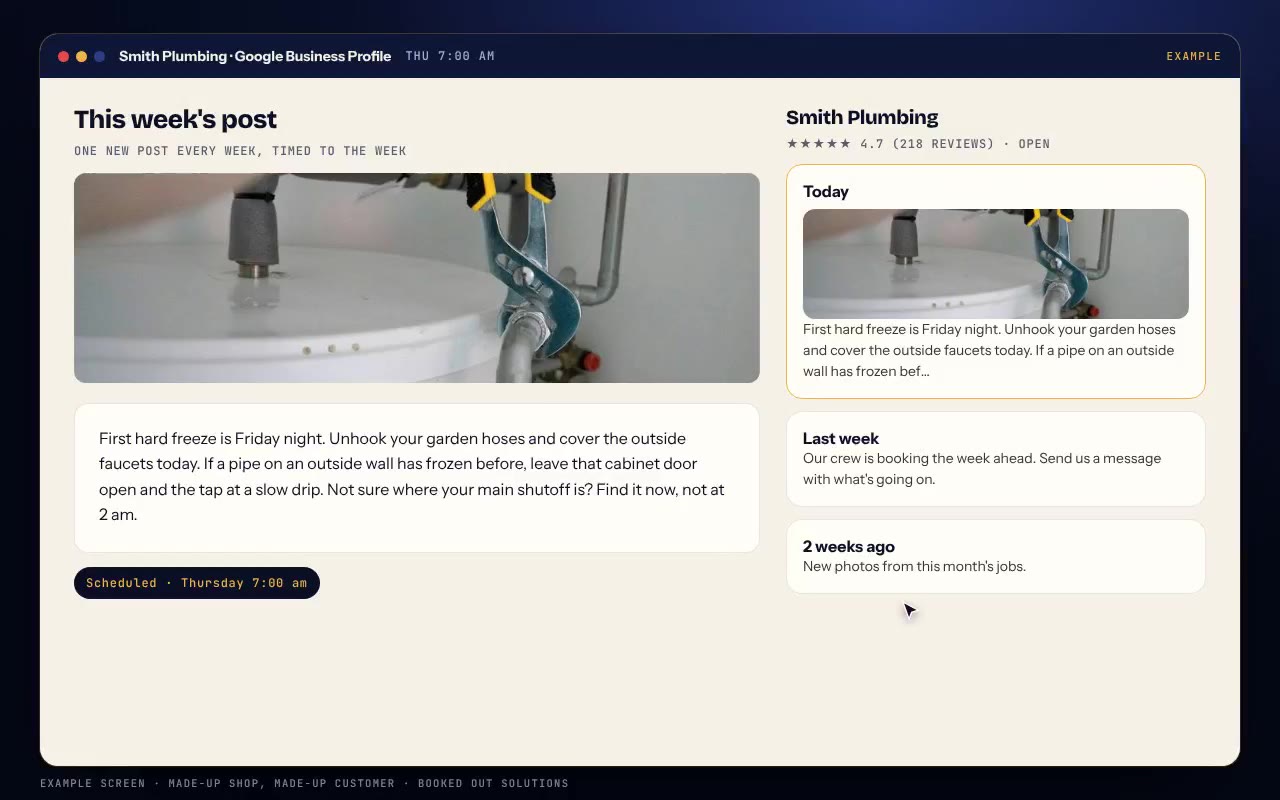 Smith Plumbing · Google Business Profile THU 7:00 AM EXAMPLE
This week's post
ONE NEW POST EVERY WEEK, TIMED TO THE WEEK
First hard freeze is Friday night. Unhook your garden hoses and cover the outside
faucets today. If a pipe on an outside wall has frozen before, leave that cabinet door
open and the tap at a slow drip. Not sure where your main shutoff is? Find it now, not at
2 am.
Scheduled · Thursday 7:00 am
Smith Plumbing
★★★★★ 4.7 (218 REVIEWS) · OPEN
Today
First hard freeze is Friday night. Unhook your garden hoses
and cover the outside faucets today. If a pipe on an outside
wall has frozen bef...
Last week
Our crew is booking the week ahead. Send us a message
with what's going on.
2 weeks ago
New photos from this month's jobs.
EXAMPLE SCREEN · MADE-UP SHOP, MADE-UP CUSTOMER · BOOKED OUT SOLUTIONS